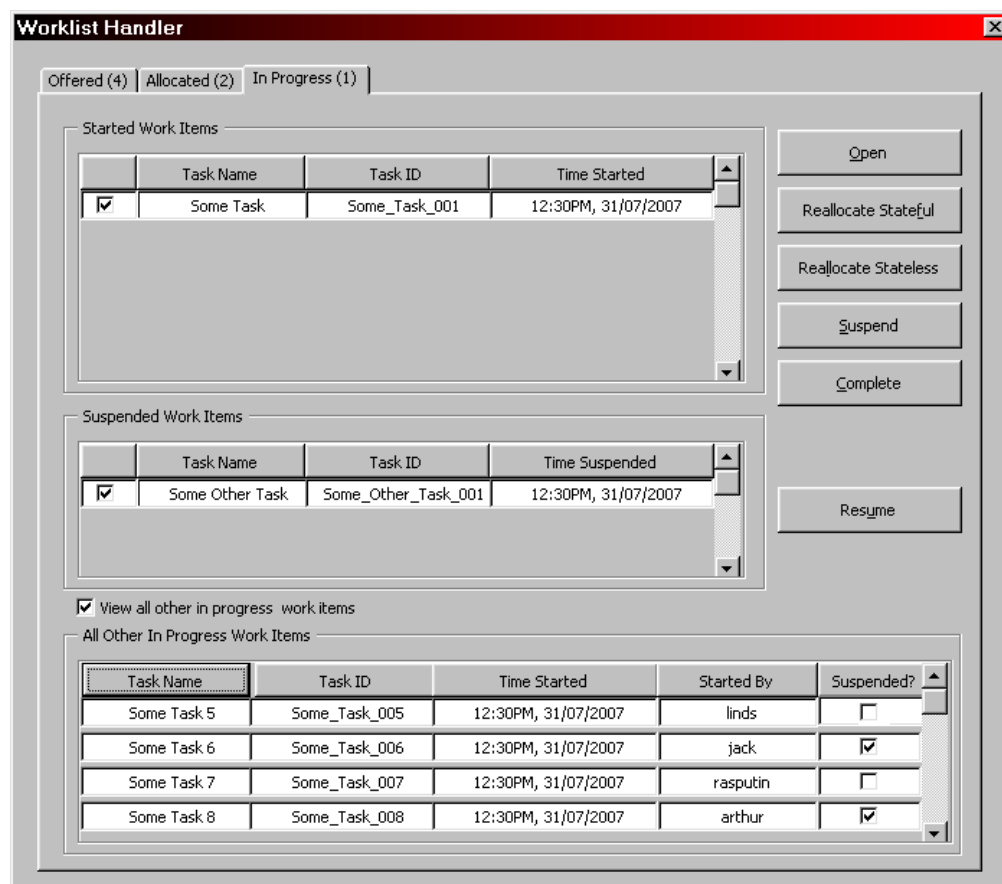 Worklist Handler
Offered (4) Allocated (2) In Progress (1)
Started Work Items
Task Name Task ID Time Started
Some Task Some_Task_001 12:30PM, 31/07/2007
Open
Reallocate Stateful
Reallocate Stateless
Suspend
Complete
Suspended Work Items
Task Name Task ID Time Suspended
Some Other Task Some_Other_Task_001 12:30PM, 31/07/2007
Resume
View all other in progress work items
All Other In Progress Work Items
Task Name Task ID Time Started Started By Suspended?
Some Task 5 Some_Task_005 12:30PM, 31/07/2007 linds
Some Task 6 Some_Task_006 12:30PM, 31/07/2007 jack
Some Task 7 Some_Task_007 12:30PM, 31/07/2007 rasputin
Some Task 8 Some_Task_008 12:30PM, 31/07/2007 arthur